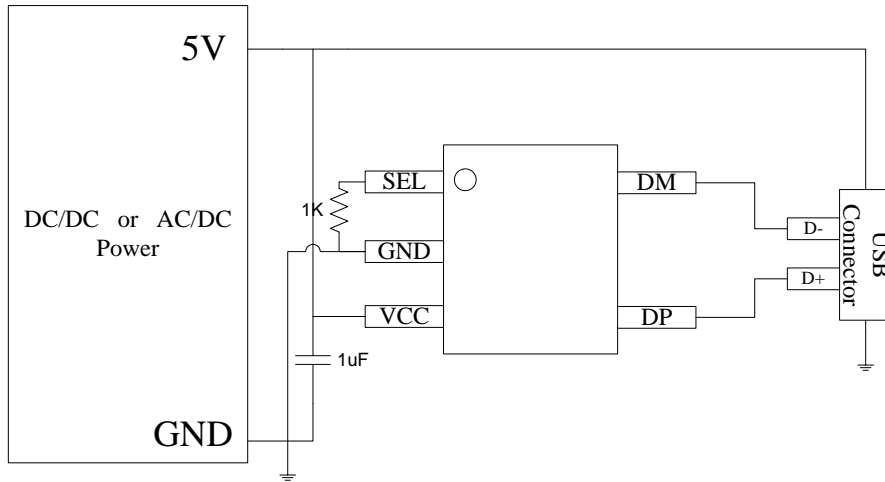 5V
DC/DC or AC/DC
Power
GND
1K
SEL
GND
VCC
1uF
DM
DP
D-
D+
USB
Connector